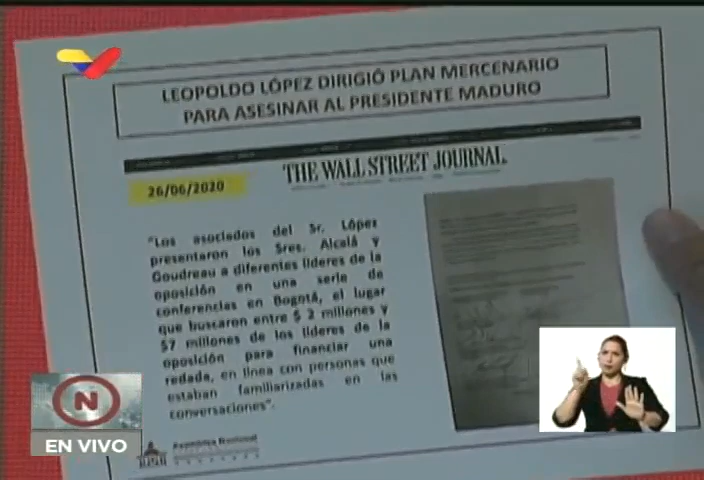 LEOPOLDO LÓPEZ DIRIGIÓ PLAN MERCENARIO
PARA ASESINAR AL PRESIDENTE MADURO
THE WALL STREET JOURNAL.
26/06/2020
"Los asociados del Sr. López
presentaron los Sres. Alcalá y
Goudreau a diferentes líderes de la
oposición en una serie de
conferencias en Bogotá, el lugar
que buscaron entre $ 2 millones y
$7 millones de los líderes de la
oposición para financiar una
redada, en línea con personas que
estaban familiarizadas en las
conversaciones".
Asamblea Nacional
N
EN VIVO